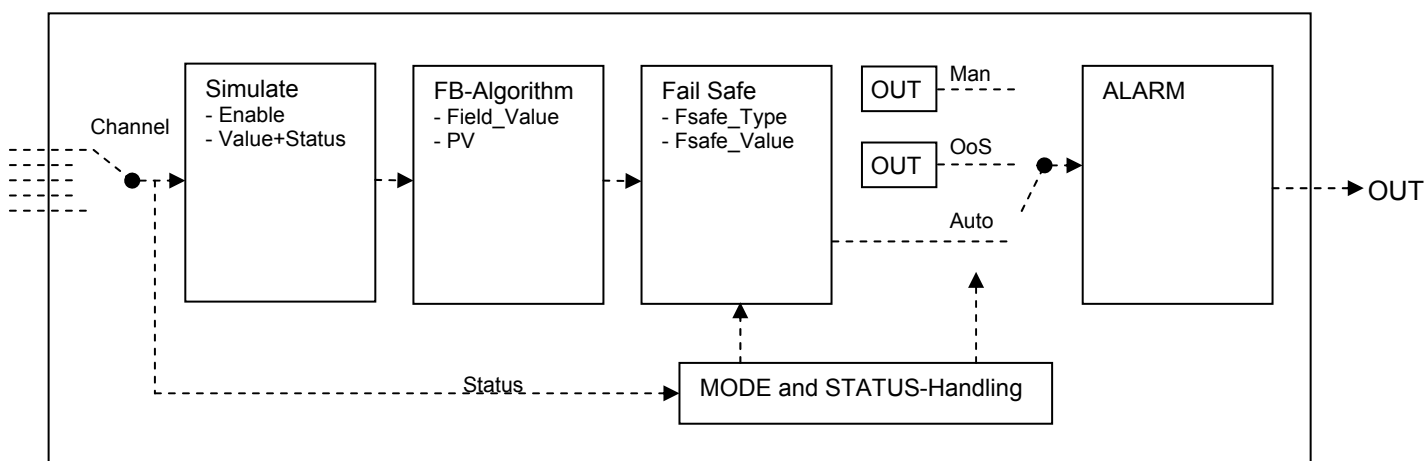 Channel
Simulate
- Enable
- Value+Status
FB-Algorithm
- Field_Value
- PV
Fail Safe
- Fsafe_Type
- Fsafe_Value
OUT
Man
OUT
OoS
Auto
ALARM
OUT
Status
MODE and STATUS-Handling